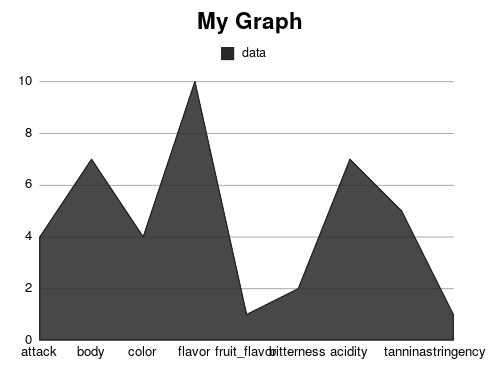 My Graph
data
10
8
6
4
2
0
attack body color flavor fruit_flavor bitterness acidity tannin astringency